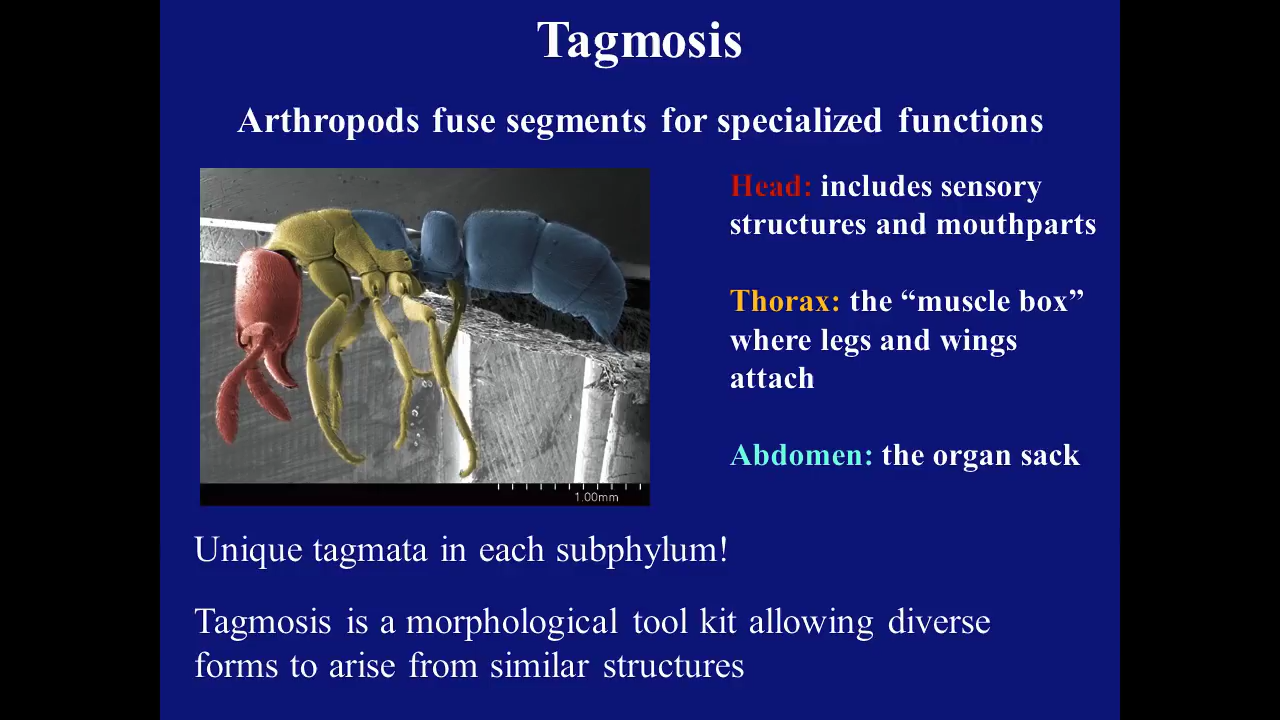 Tagmosis
Arthropods fuse segments for specialized functions
Head: includes sensory
structures and mouthparts
Thorax: the “muscle box”
where legs and wings
attach
Abdomen: the organ sack
1.00mm
Unique tagmata in each subphylum!
Tagmosis is a morphological tool kit allowing diverse
forms to arise from similar structures